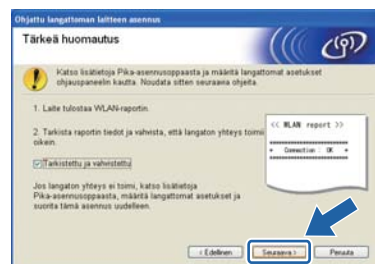 Ohjattu langattoman laitteen asennus
Tärkeä huomautus
Katso lisätietoja Pika-asennusoppaasta ja määritä langattomat asetukset
ohjauspaneelin kautta. Noudata sitten seuraavia ohjeita.
1. Laite tulostaa WLAN-raportin.
2. Tarkista raportin tiedot ja vahvista, että langaton yhteys toimii
oikein.
<< WLAN report >>
Connection : OK
Tarkistettu ja vahvistettu
Jos langaton yhteys ei toimi, katso lisätietoja
Pika-asennusoppaasta, määritä langattomat asetukset ja
suorita tämä asennus uudelleen.
< Edellinen
Seuraava >
Peruuta